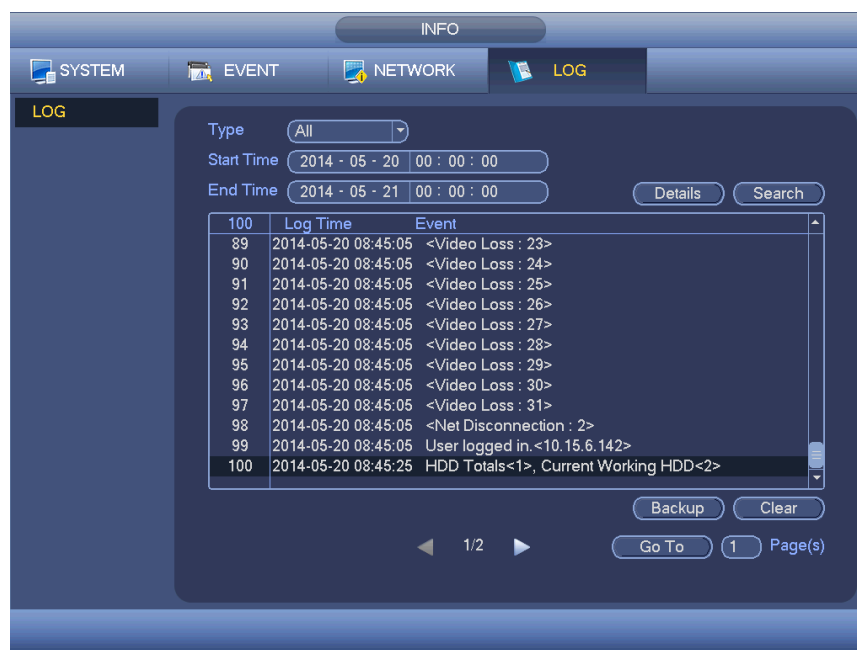 INFO
SYSTEM EVENT NETWORK LOG
LOG
Type All
Start Time 2014 - 05 - 20 00 : 00 : 00
End Time 2014 - 05 - 21 00 : 00 : 00 Details Search
100 Log Time Event
89 2014-05-20 08:45:05 <Video Loss : 23>
90 2014-05-20 08:45:05 <Video Loss : 24>
91 2014-05-20 08:45:05 <Video Loss : 25>
92 2014-05-20 08:45:05 <Video Loss : 26>
93 2014-05-20 08:45:05 <Video Loss : 27>
94 2014-05-20 08:45:05 <Video Loss : 28>
95 2014-05-20 08:45:05 <Video Loss : 29>
96 2014-05-20 08:45:05 <Video Loss : 30>
97 2014-05-20 08:45:05 <Video Loss : 31>
98 2014-05-20 08:45:05 <Net Disconnection : 2>
99 2014-05-20 08:45:05 User logged in.<10.15.6.142>
100 2014-05-20 08:45:25 HDD Totals<1>, Current Working HDD<2>
Backup Clear
1/2 Go To 1 Page(s)